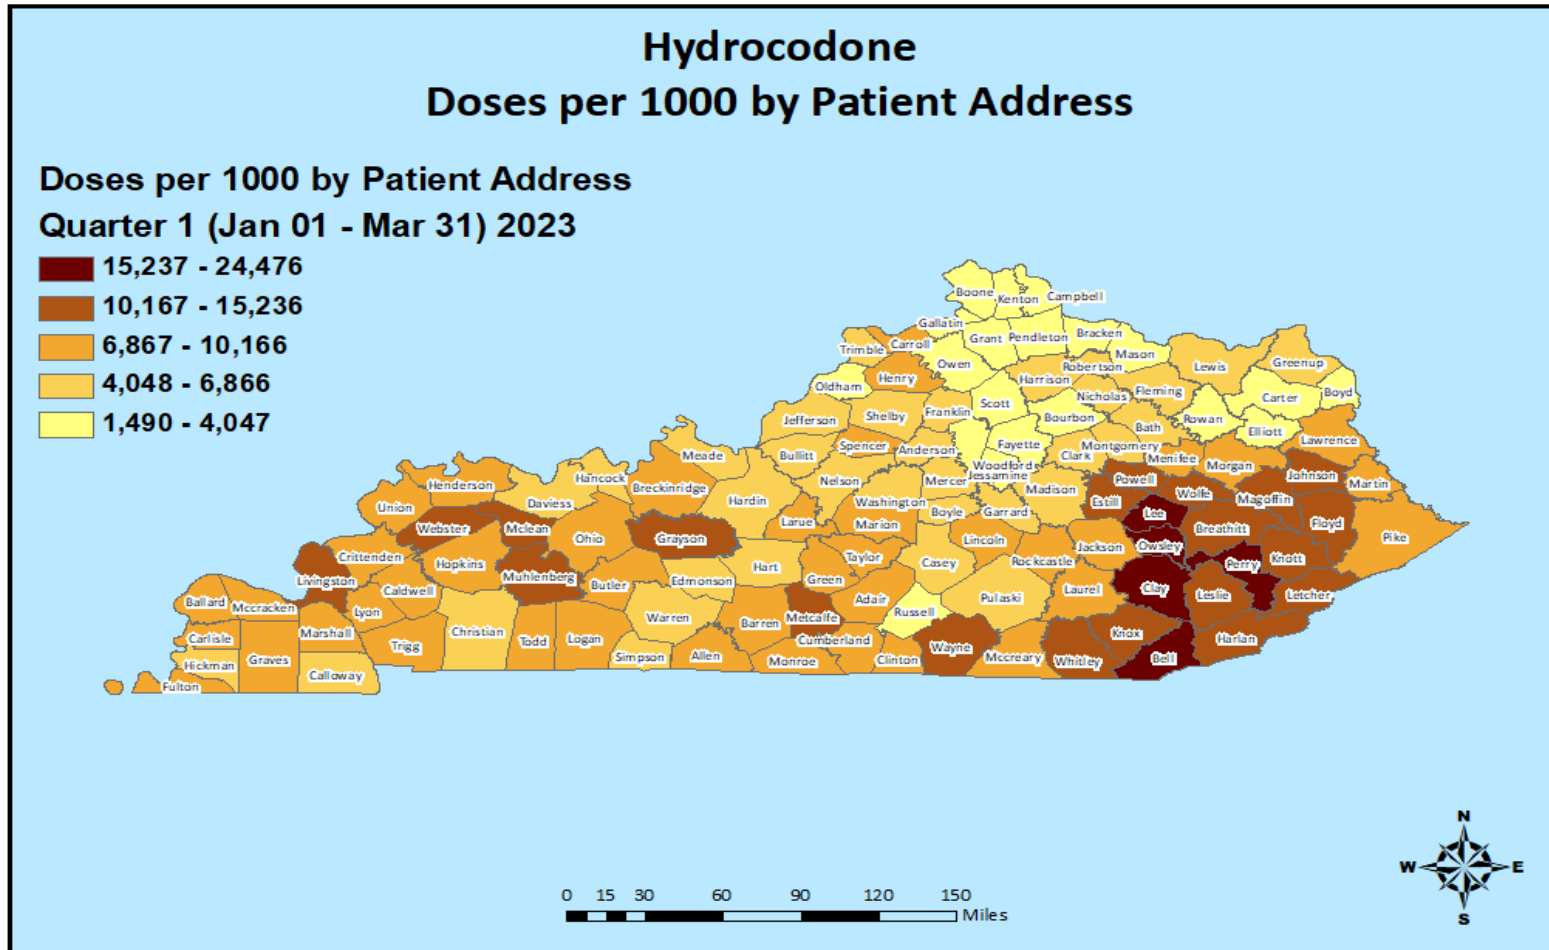 Hydrocodone
Doses per 1000 by Patient Address
Doses per 1000 by Patient Address
Quarter 1 (Jan 01 - Mar 31) 2023
15,237 - 24,476
10,167 - 15,236
6,867 - 10,166
4,048 - 6,866
1,490 - 4,047
Boone
Kenton
Campbell
Gallatin
Grant
Pendleton
Bracken
Mason
Trimble
Carroll
Owen
Robertson
Lewis
Greenup
Oldham
Henry
Harrison
Nicholas
Fleming
Carter
Boyd
Jefferson
Shelby
Franklin
Scott
Bourbon
Bath
Rowan
Elliott
Lawrence
Meade
Bullitt
Spencer
Anderson
Fayette
Woodford
Jessamine
Clark
Montgomery
Menifee
Morgan
Johnson
Martin
Henderson
Hancock
Daviess
Breckinridge
Hardin
Nelson
Mercer
Washington
Madison
Powell
Estill
Wolfe
Magoffin
Union
Webster
Mclean
Ohio
Grayson
Larue
Marion
Boyle
Garrard
Lee
Breathitt
Floyd
Pike
Crittenden
Hopkins
Muhlenberg
Butler
Edmonson
Hart
Green
Taylor
Casey
Lincoln
Rockcastle
Jackson
Owsley
Perry
Knott
Livingston
Caldwell
Lyon
Ballard
Mccracken
Warren
Barren
Metcalfe
Adair
Russell
Pulaski
Laurel
Clay
Leslie
Letcher
Carlisle
Marshall
Trigg
Christian
Todd
Logan
Simpson
Allen
Monroe
Cumberland
Clinton
Wayne
Mccreary
Whitley
Knox
Bell
Harlan
Hickman
Graves
Calloway
Fulton
N
W
E
S
0 15 30 60 90 120 150
Miles